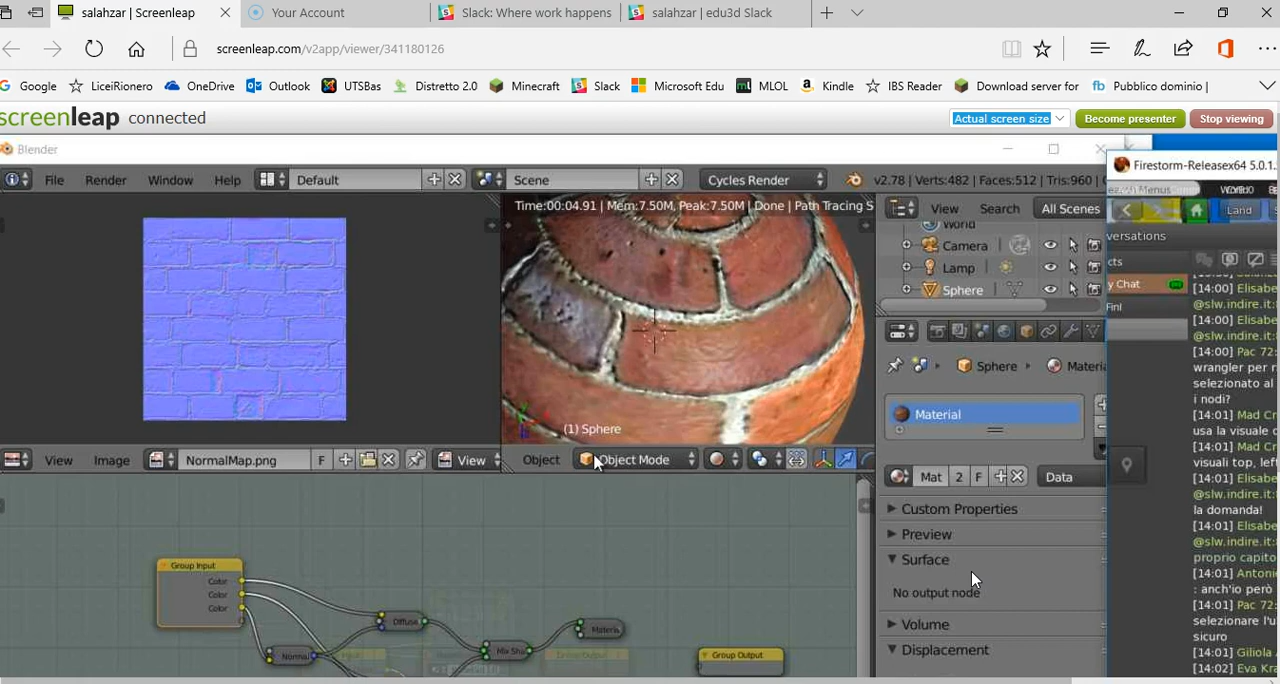 salahzar | Screenleap
Your Account
Slack: Where work happens
salahzar | edu3d Slack
screenleap.com/v2app/viewer/341180126
Google LiceiRionero OneDrive Outlook UTSBas Distretto 2.0 Minecraft Slack Microsoft Edu MLOL Kindle IBS Reader Download server for Pubblico dominio |
screenleap connected
Actual screen size
Become presenter
Stop viewing
Blender
File Render Window Help Default Scene Cycles Render v2.78 | Verts:482 | Faces:512 | Tris:960
Time:00:04.91 | Mem:7.50M, Peak:7.50M | Done | Path Tracing S
(1) Sphere
View Image NormalMap.png F View
Object Object Mode
Group Input
Color
Color
Color
Diffuse
Normal
Mix Sha
Materia
Group Output
View Search All Scenes
World
Camera
Lamp
Sphere
Sphere Materia
Material
Mat 2 F Data
Custom Properties
Preview
Surface
No output node
Volume
Displacement
Firestorm-Releasex64 5.0.1.
Land
versations
cts
y Chat
[14:00] Elisabe
@slw.indire.it:
[14:00] Elisabe
@slw.indire.it:
[14:00] Pac 72:
wrangler per r
selezionato al
i nodi?
[14:01] Mad Cr
usa la visuale c
[14:01] Mad Cr
visuali top, left
[14:01] Elisabe
@slw.indire.it:
la domanda!
[14:01] Elisabe
@slw.indire.it:
proprio capito
[14:01] Antonio
: anch'io però
[14:01] Pac 72:
selezionare l'u
sicuro
[14:01] Giliola
[14:02] Eva Kra